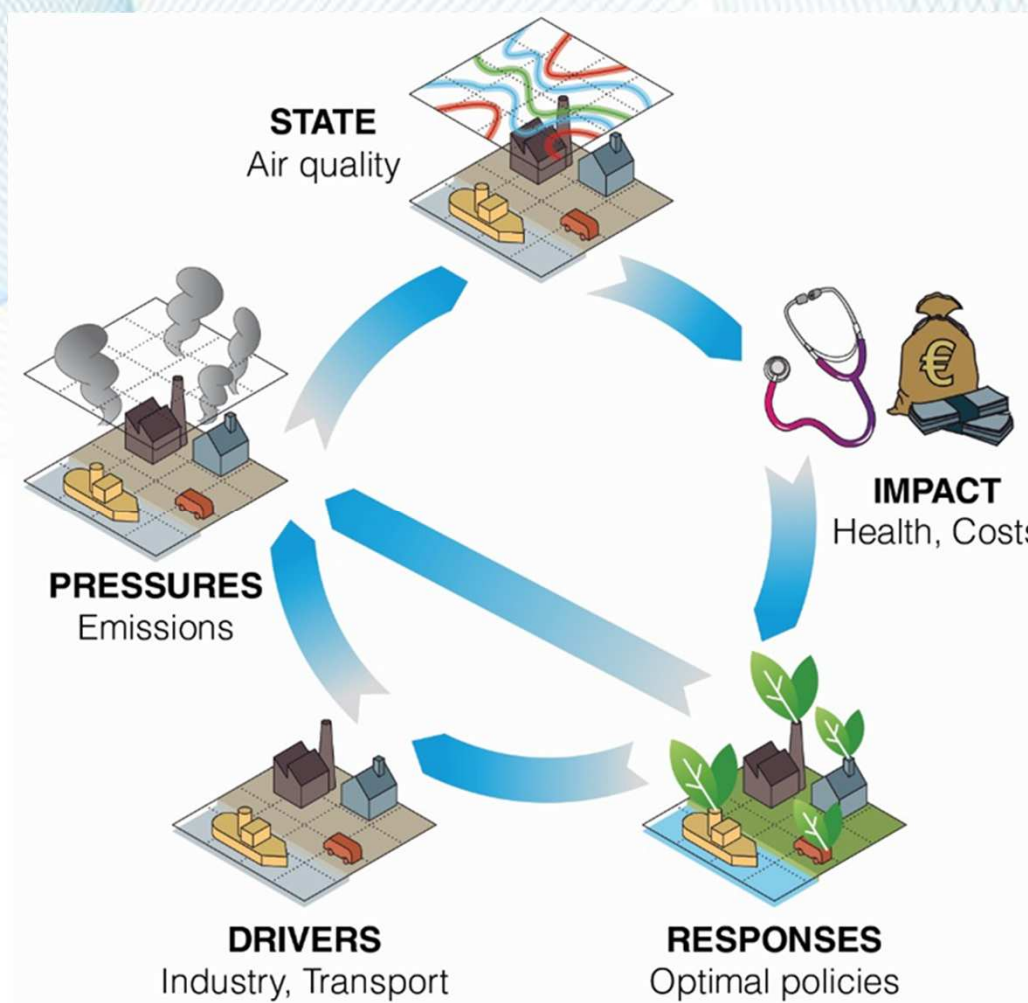 STATE
Air quality
€
IMPACT
Health, Costs
PRESSURES
Emissions
DRIVERS
Industry, Transport
RESPONSES
Optimal policies